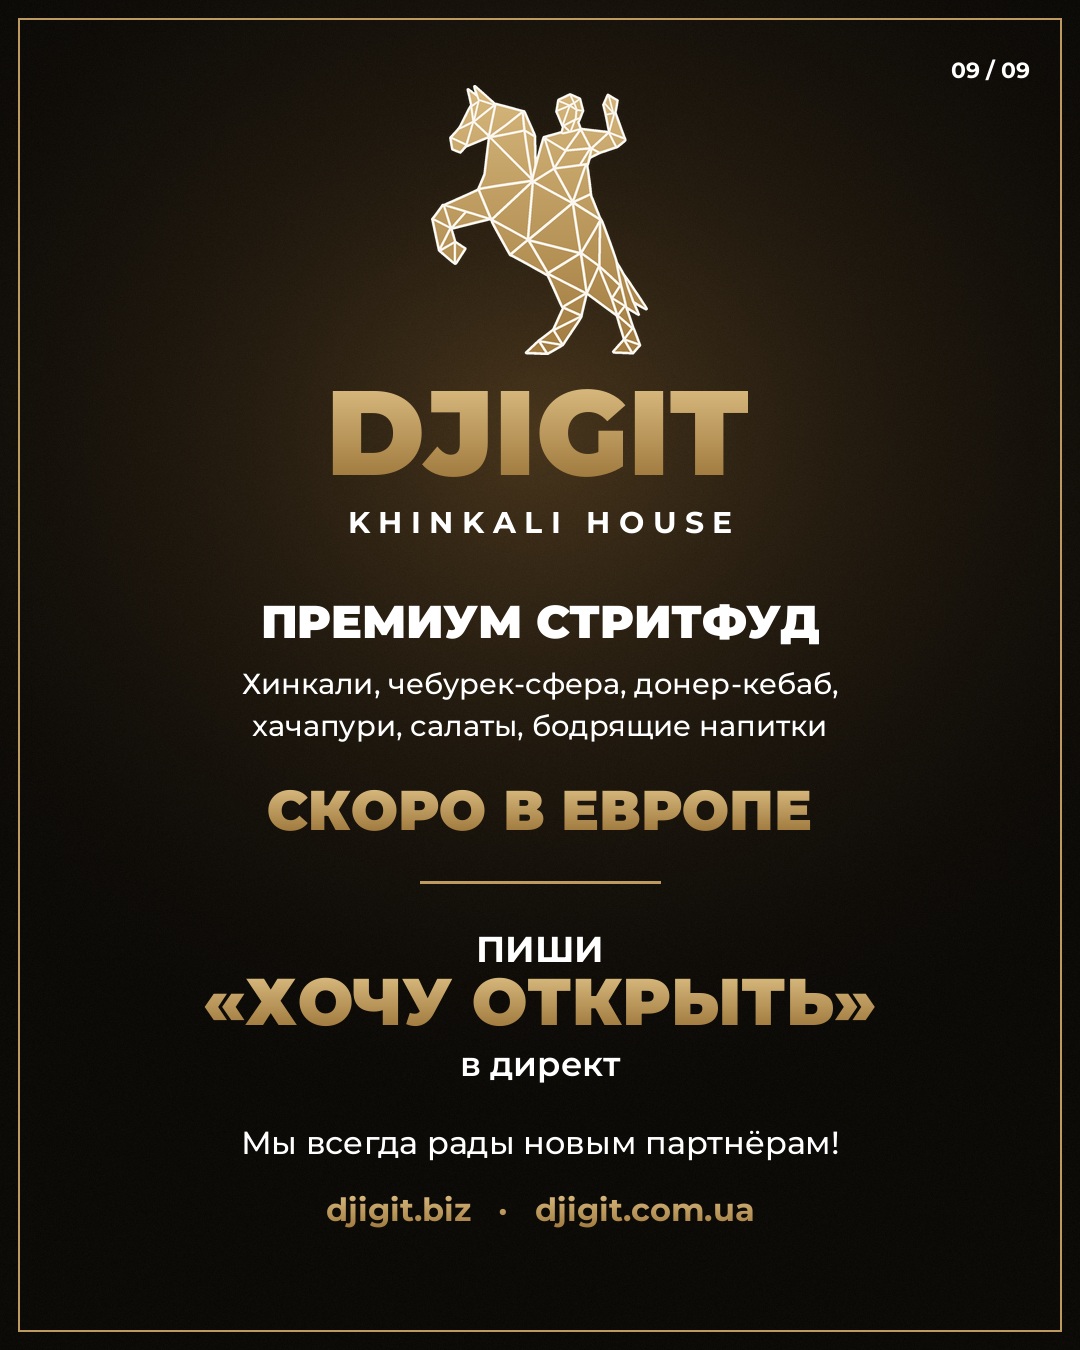 09 / 09
DJIGIT
KHINKALI HOUSE
ПРЕМИУМ СТРИТФУД
Хинкали, чебурек-сфера, донер-кебаб,
хачапури, салаты, бодрящие напитки
СКОРО В ЕВРОПЕ
ПИШИ
«ХОЧУ ОТКРЫТЬ»
в директ
Мы всегда рады новым партнёрам!
djigit.biz · djigit.com.ua